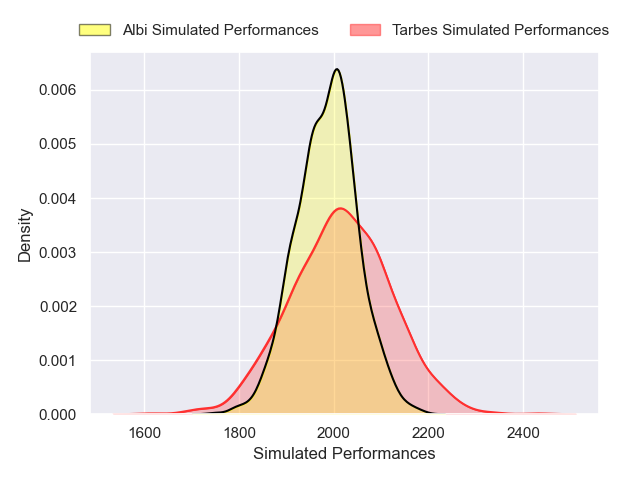 Albi Simulated Performances Tarbes Simulated Performances
0.006
0.005
0.004
0.003
0.002
0.001
0.000
Density
1600 1800 2000 2200 2400
Simulated Performances